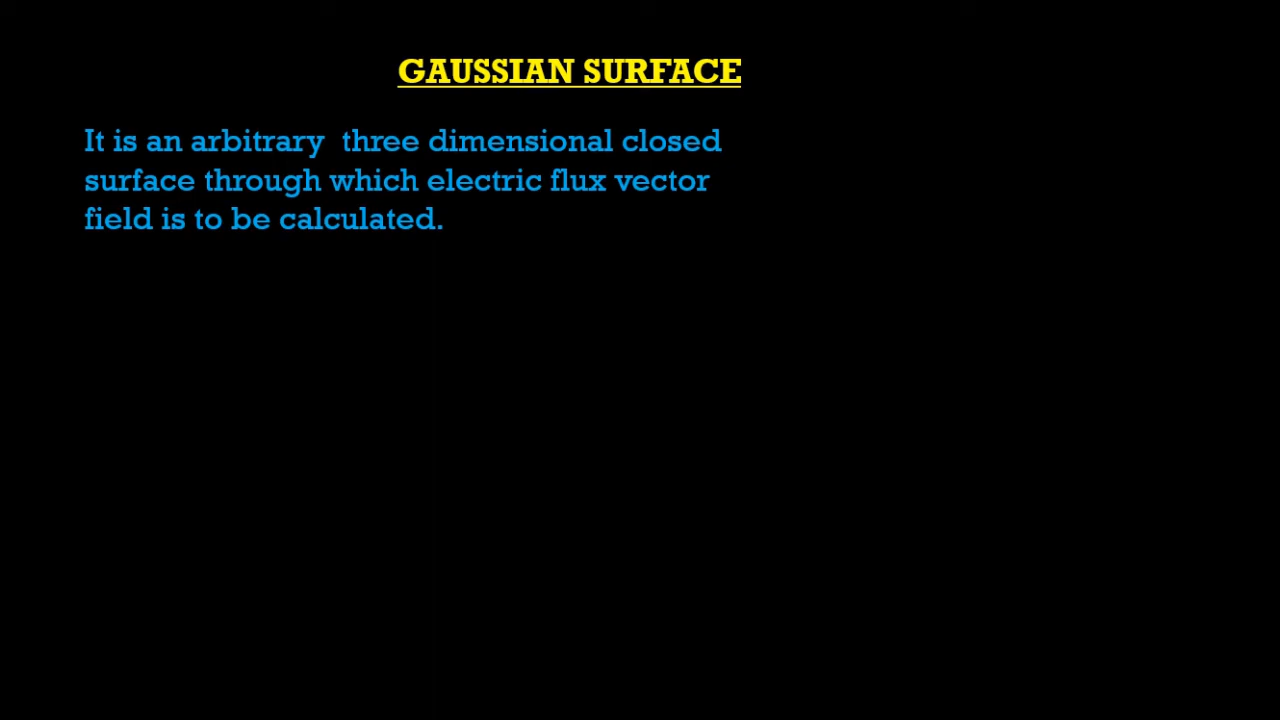 GAUSSIAN SURFACE
It is an arbitrary  three dimensional closed
surface through which electric flux vector
field is to be calculated.